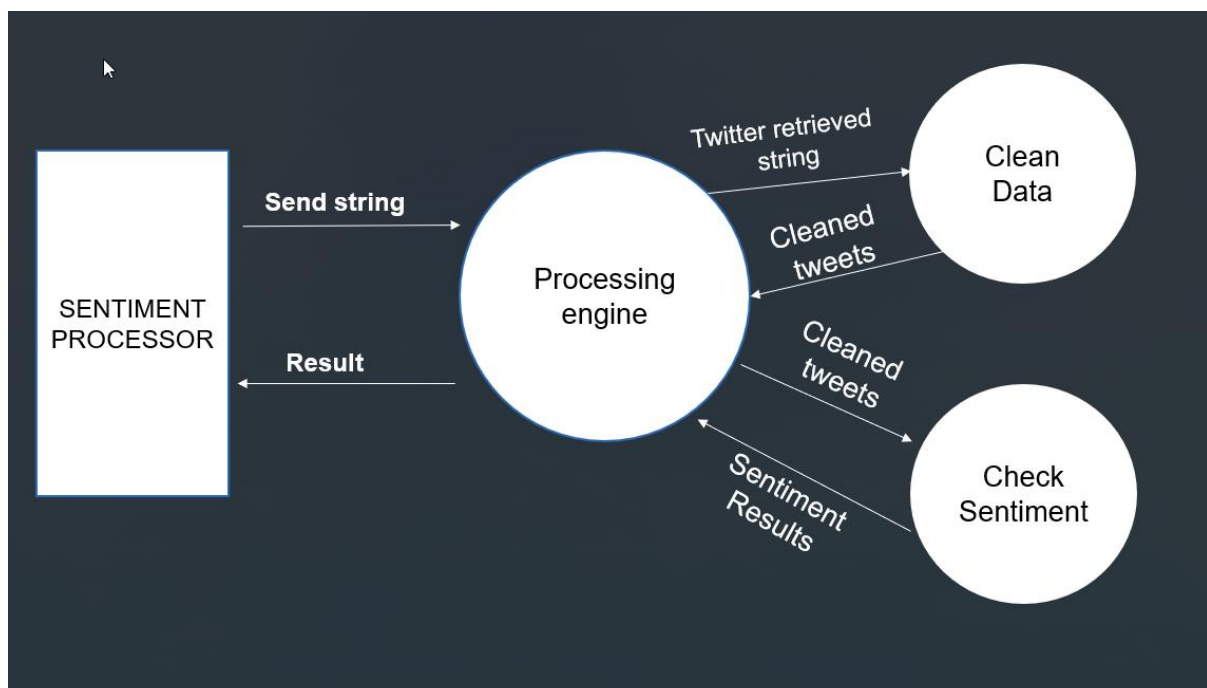 SENTIMENT
PROCESSOR
Send string
Result
Processing
engine
Twitter retrieved
string
Cleaned
tweets
Clean
Data
Cleaned
tweets
Sentiment
Results
Check
Sentiment